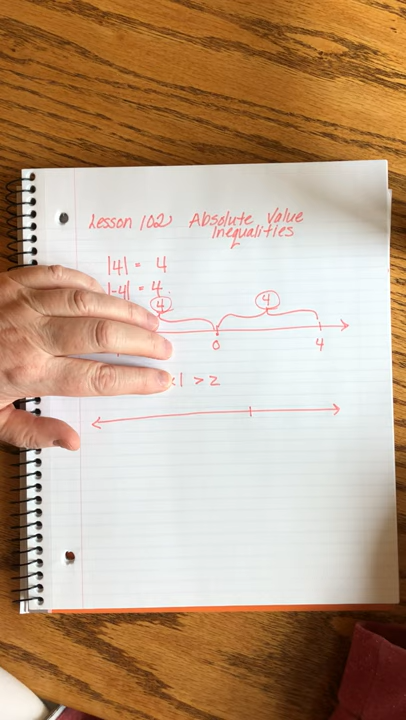 Lesson 102 Absolute Value
Inequalities
|4| = 4
|-4| = 4
4 4
0 4
| > 2